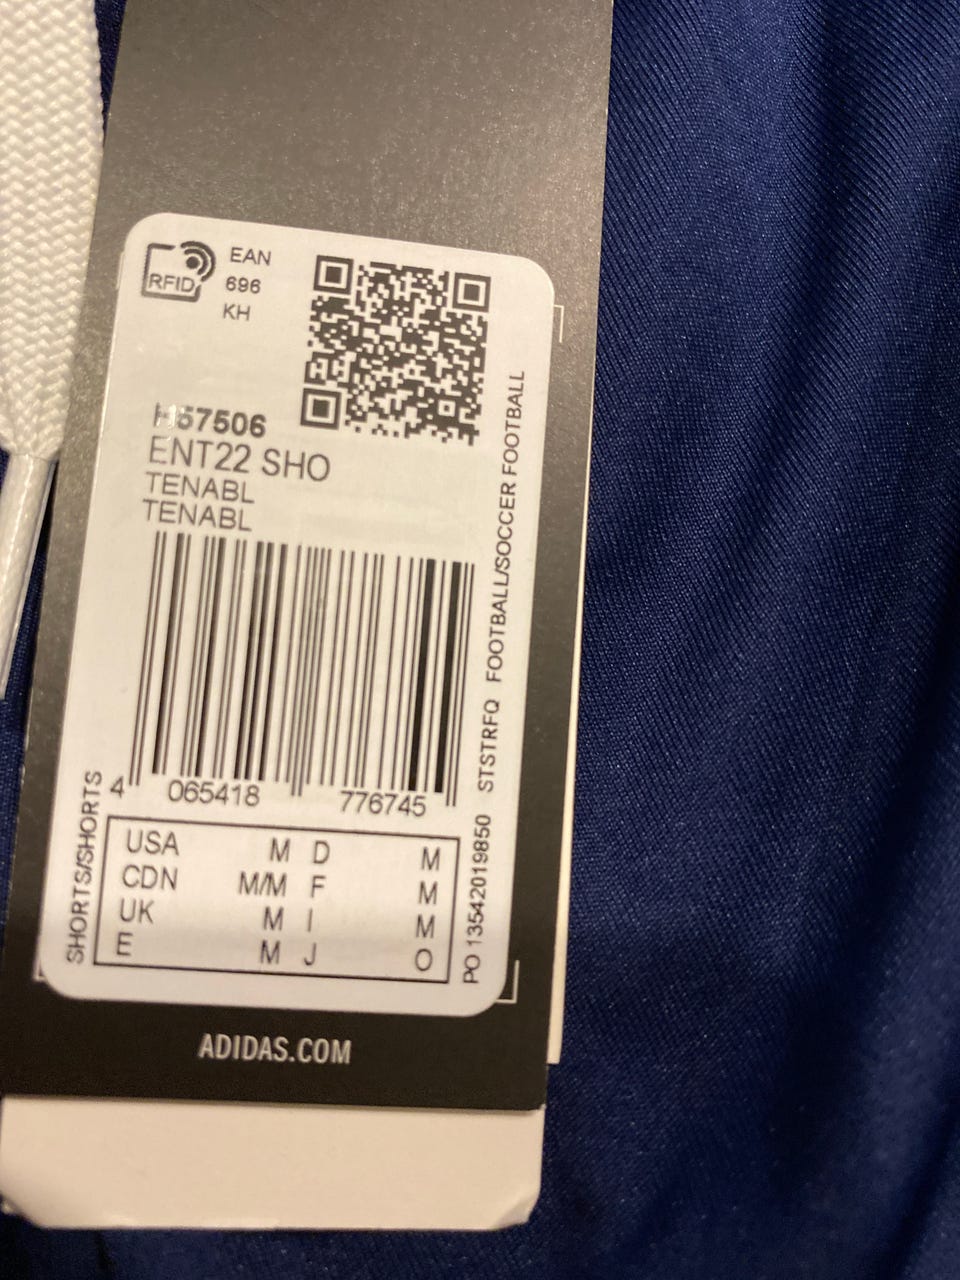 RFID
EAN
696
KH
H57506
ENT22 SHO
TENABL
TENABL
4 065418 776745
SHORTS/SHORTS
PO 13542019850 STSTRFQ FOOTBALL/SOCCER FOOTBALL
USA M D M
CDN M/M F M
UK M I M
E M J O
ADIDAS.COM